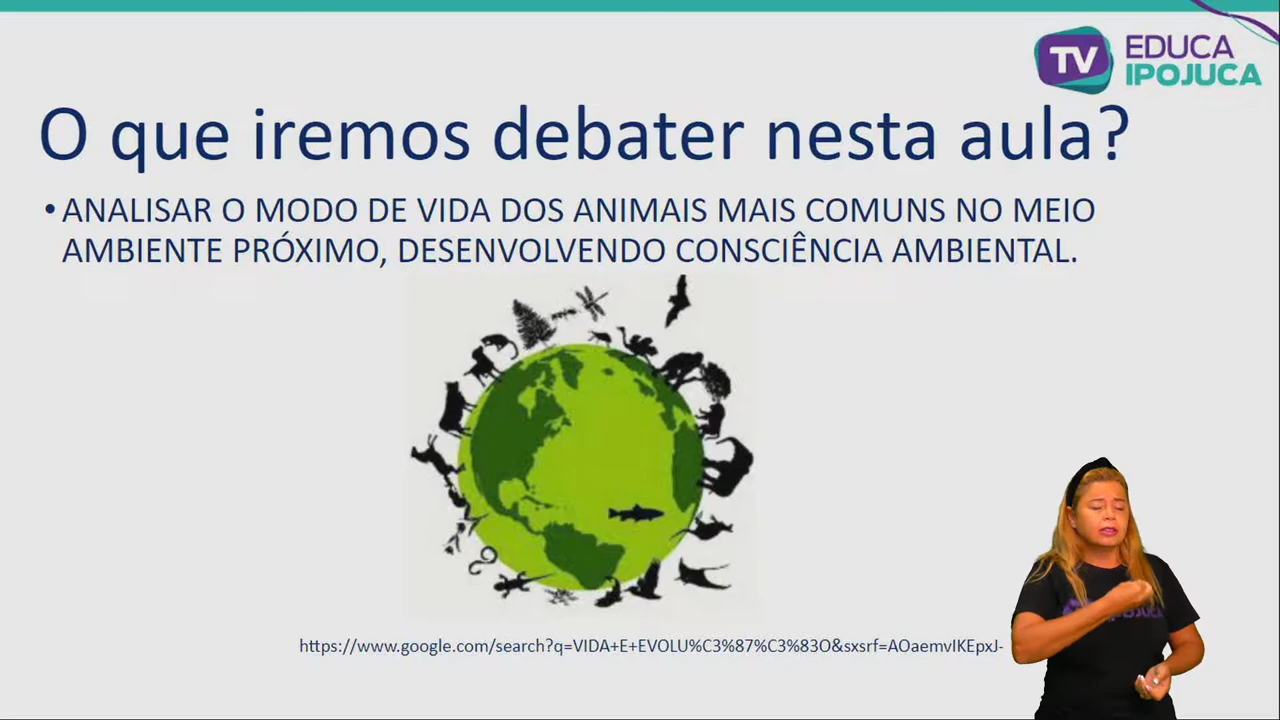 TV EDUCA
IPOJUCA
O que iremos debater nesta aula?
• ANALISAR O MODO DE VIDA DOS ANIMAIS MAIS COMUNS NO MEIO
AMBIENTE PRÓXIMO, DESENVOLVENDO CONSCIÊNCIA AMBIENTAL.
https://www.google.com/search?q=VIDA+E+EVOLU%C3%87%C3%83O&sxsrf=AOaemvIKEpxJ-